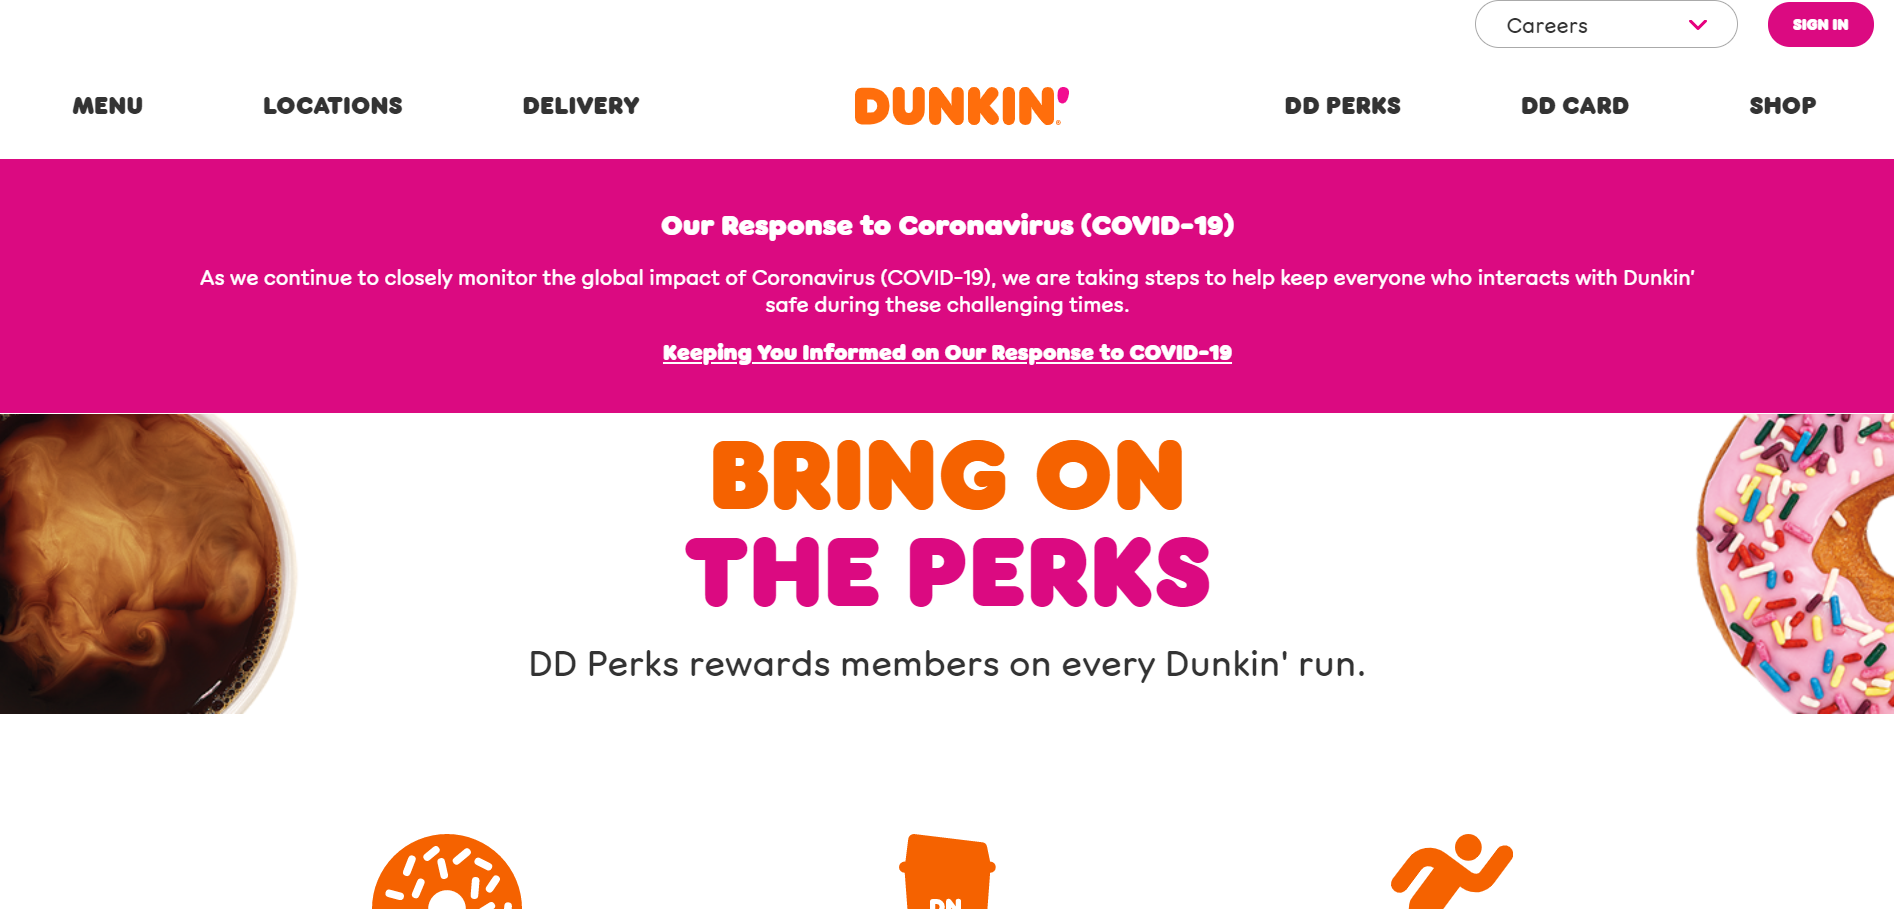 Careers
SIGN IN
MENU
LOCATIONS
DELIVERY
DUNKIN'
DD PERKS
DD CARD
SHOP
Our Response to Coronavirus (COVID-19)
As we continue to closely monitor the global impact of Coronavirus (COVID-19), we are taking steps to help keep everyone who interacts with Dunkin'
safe during these challenging times.
Keeping You Informed on Our Response to COVID-19
BRING ON
THE PERKS
DD Perks rewards members on every Dunkin' run.
DN